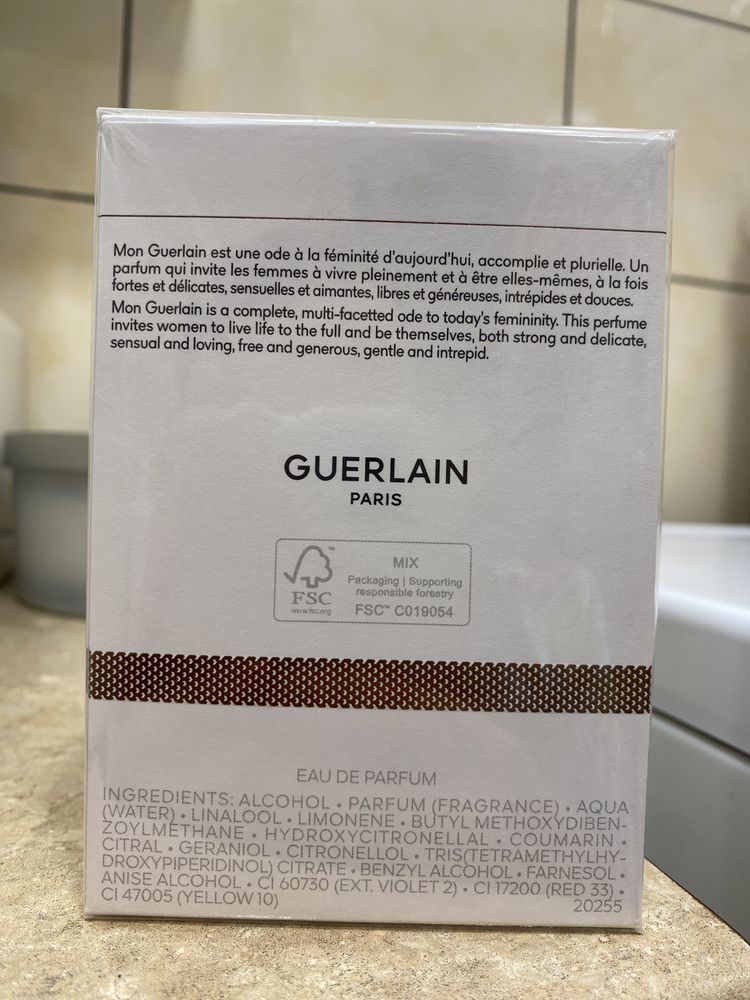 Mon Guerlain est une ode à la féminité d'aujourd'hui, accomplie et plurielle. Un
parfum qui invite les femmes à vivre pleinement et à être elles-mêmes, à la fois
fortes et délicates, sensuelles et aimantes, libres et généreuses, intrépides et douces.
Mon Guerlain is a complete, multi-facetted ode to today's femininity. This perfume
invites women to live life to the full and be themselves, both strong and delicate,
sensual and loving, free and generous, gentle and intrepid.
GUERLAIN
PARIS
FSC™
www.fsc.org
MIX
Packaging | Supporting
responsible forestry
FSC™ C019054
EAU DE PARFUM
INGREDIENTS: ALCOHOL • PARFUM (FRAGRANCE) • AQUA
(WATER) • LINALOOL • LIMONENE • BUTYL METHOXYDIBEN-
ZOYLMETHANE • HYDROXYCITRONELLAL • COUMARIN •
CITRAL • GERANIOL • CITRONELLOL • TRIS(TETRAMETHYLHY-
DROXYPIPERIDINOL) CITRATE • BENZYL ALCOHOL • FARNESOL •
ANISE ALCOHOL • CI 60730 (EXT. VIOLET 2) • CI 17200 (RED 33) •
CI 47005 (YELLOW 10) 20255